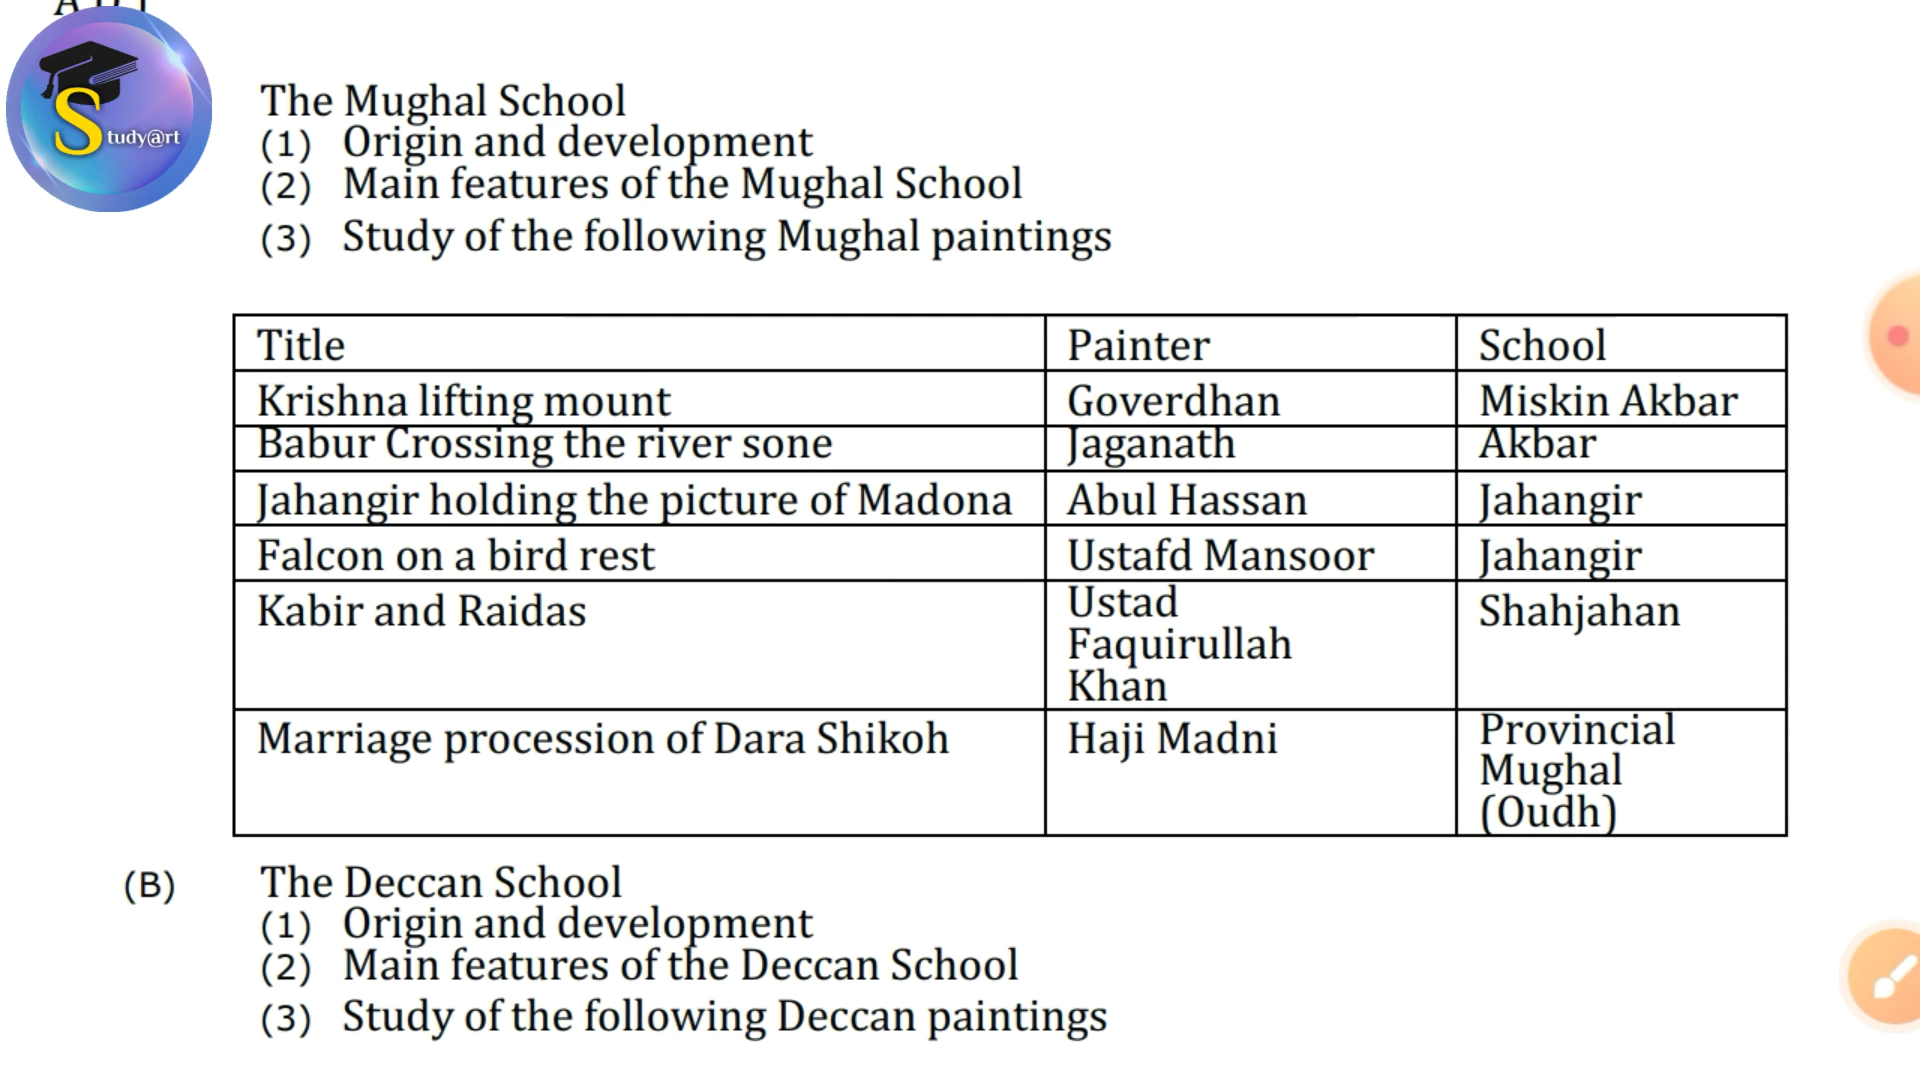 Study@rt
The Mughal School
(1) Origin and development
(2) Main features of the Mughal School
(3) Study of the following Mughal paintings
Title Painter School
Krishna lifting mount Goverdhan Miskin Akbar
Babur Crossing the river sone Jaganath Akbar
Jahangir holding the picture of Madona Abul Hassan Jahangir
Falcon on a bird rest Ustafd Mansoor Jahangir
Kabir and Raidas Ustad Shahjahan
Faquirullah
Khan
Marriage procession of Dara Shikoh Haji Madni Provincial
Mughal
(Oudh)
(B) The Deccan School
(1) Origin and development
(2) Main features of the Deccan School
(3) Study of the following Deccan paintings